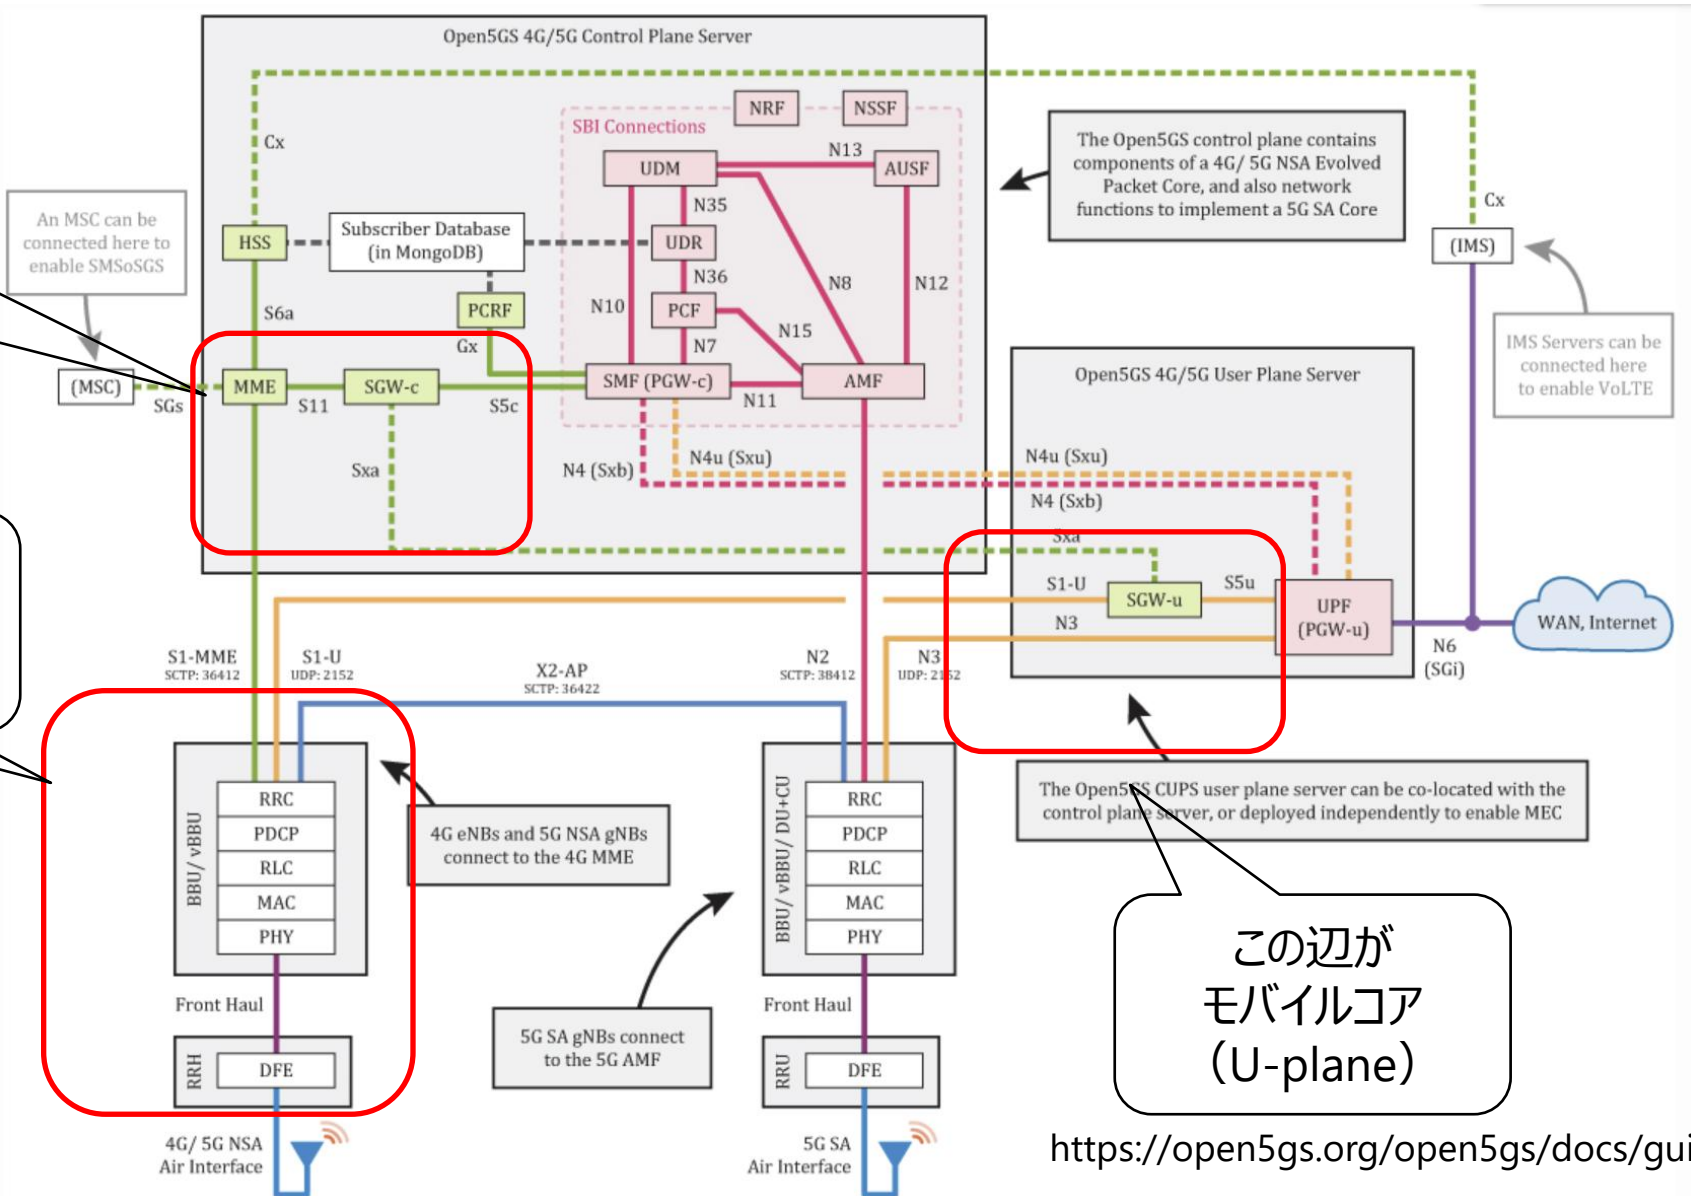 Open5GS 4G/5G Control Plane Server
Cx
SBI Connections
NRF
NSSF
UDM
N13
AUSF
The Open5GS control plane contains
components of a 4G/ 5G NSA Evolved
Packet Core, and also network
functions to implement a 5G SA Core
An MSC can be
connected here to
enable SMSoSGS
HSS
Subscriber Database
(in MongoDB)
N35
UDR
Cx
(IMS)
S6a
PCRF
N10
N36
PCF
N8
N12
N15
Gx
N7
IMS Servers can be
connected here
to enable VoLTE
(MSC)
SGs
MME
S11
SGW-c
S5c
SMF (PGW-c)
N11
AMF
Open5GS 4G/5G User Plane Server
Sxa
N4 (Sxb)
N4u (Sxu)
N4u (Sxu)
N4 (Sxb)
Sxa
S1-U
SGW-u
S5u
N3
UPF
(PGW-u)
WAN, Internet
N6
(SGi)
S1-MME
SCTP: 36412
S1-U
UDP: 2152
X2-AP
SCTP: 36422
N2
SCTP: 38412
N3
UDP: 2152
BBU/ vBBU
RRC
PDCP
RLC
MAC
PHY
4G eNBs and 5G NSA gNBs
connect to the 4G MME
BBU/ vBBU/ DU+CU
RRC
PDCP
RLC
MAC
PHY
The Open5GS CUPS user plane server can be co-located with the
control plane server, or deployed independently to enable MEC
この辺が
モバイルコア
（U-plane）
Front Haul
5G SA gNBs connect
to the 5G AMF
Front Haul
RRH
DFE
RRU
DFE
4G/ 5G NSA
Air Interface
5G SA
Air Interface
https://open5gs.org/open5gs/docs/gui